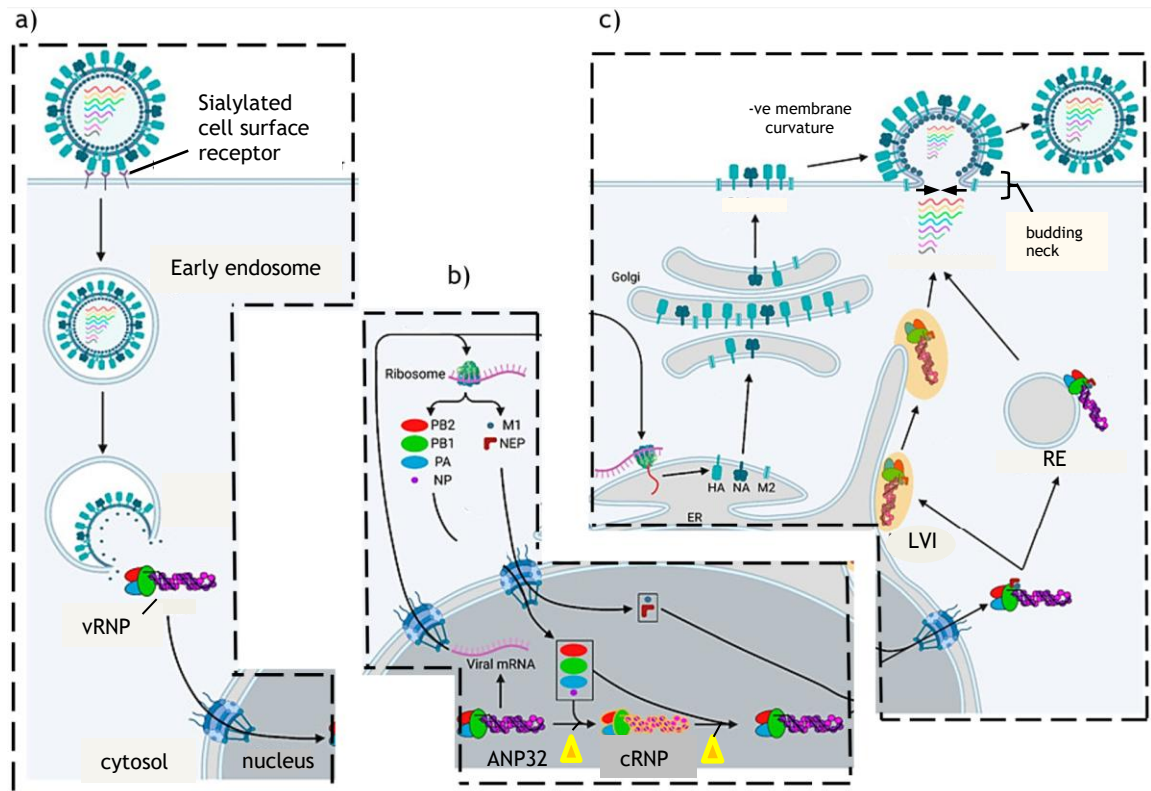 a)
Sialylated
cell surface
receptor
Early endosome
vRNP
cytosol
nucleus
b)
Ribosome
PB2
PB1
PA
NP
M1
NEP
Viral mRNA
ANP32
cRNP
c)
-ve membrane
curvature
budding
neck
Golgi
HA NA M2
ER
LVI
RE